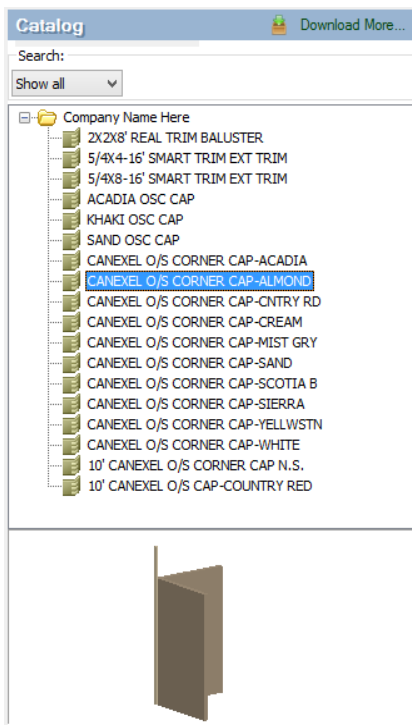 Catalog
Download More...
Search:
Show all
Company Name Here
2X2X8' REAL TRIM BALUSTER
5/4X4-16' SMART TRIM EXT TRIM
5/4X8-16' SMART TRIM EXT TRIM
ACADIA OSC CAP
KHAKI OSC CAP
SAND OSC CAP
CANEXEL O/S CORNER CAP-ACADIA
CANEXEL O/S CORNER CAP-ALMOND
CANEXEL O/S CORNER CAP-CNTRY RD
CANEXEL O/S CORNER CAP-CREAM
CANEXEL O/S CORNER CAP-MIST GRY
CANEXEL O/S CORNER CAP-SAND
CANEXEL O/S CORNER CAP-SCOTIA B
CANEXEL O/S CORNER CAP-SIERRA
CANEXEL O/S CORNER CAP-YELLWSTN
CANEXEL O/S CORNER CAP-WHITE
10' CANEXEL O/S CORNER CAP N.S.
10' CANEXEL O/S CAP-COUNTRY RED